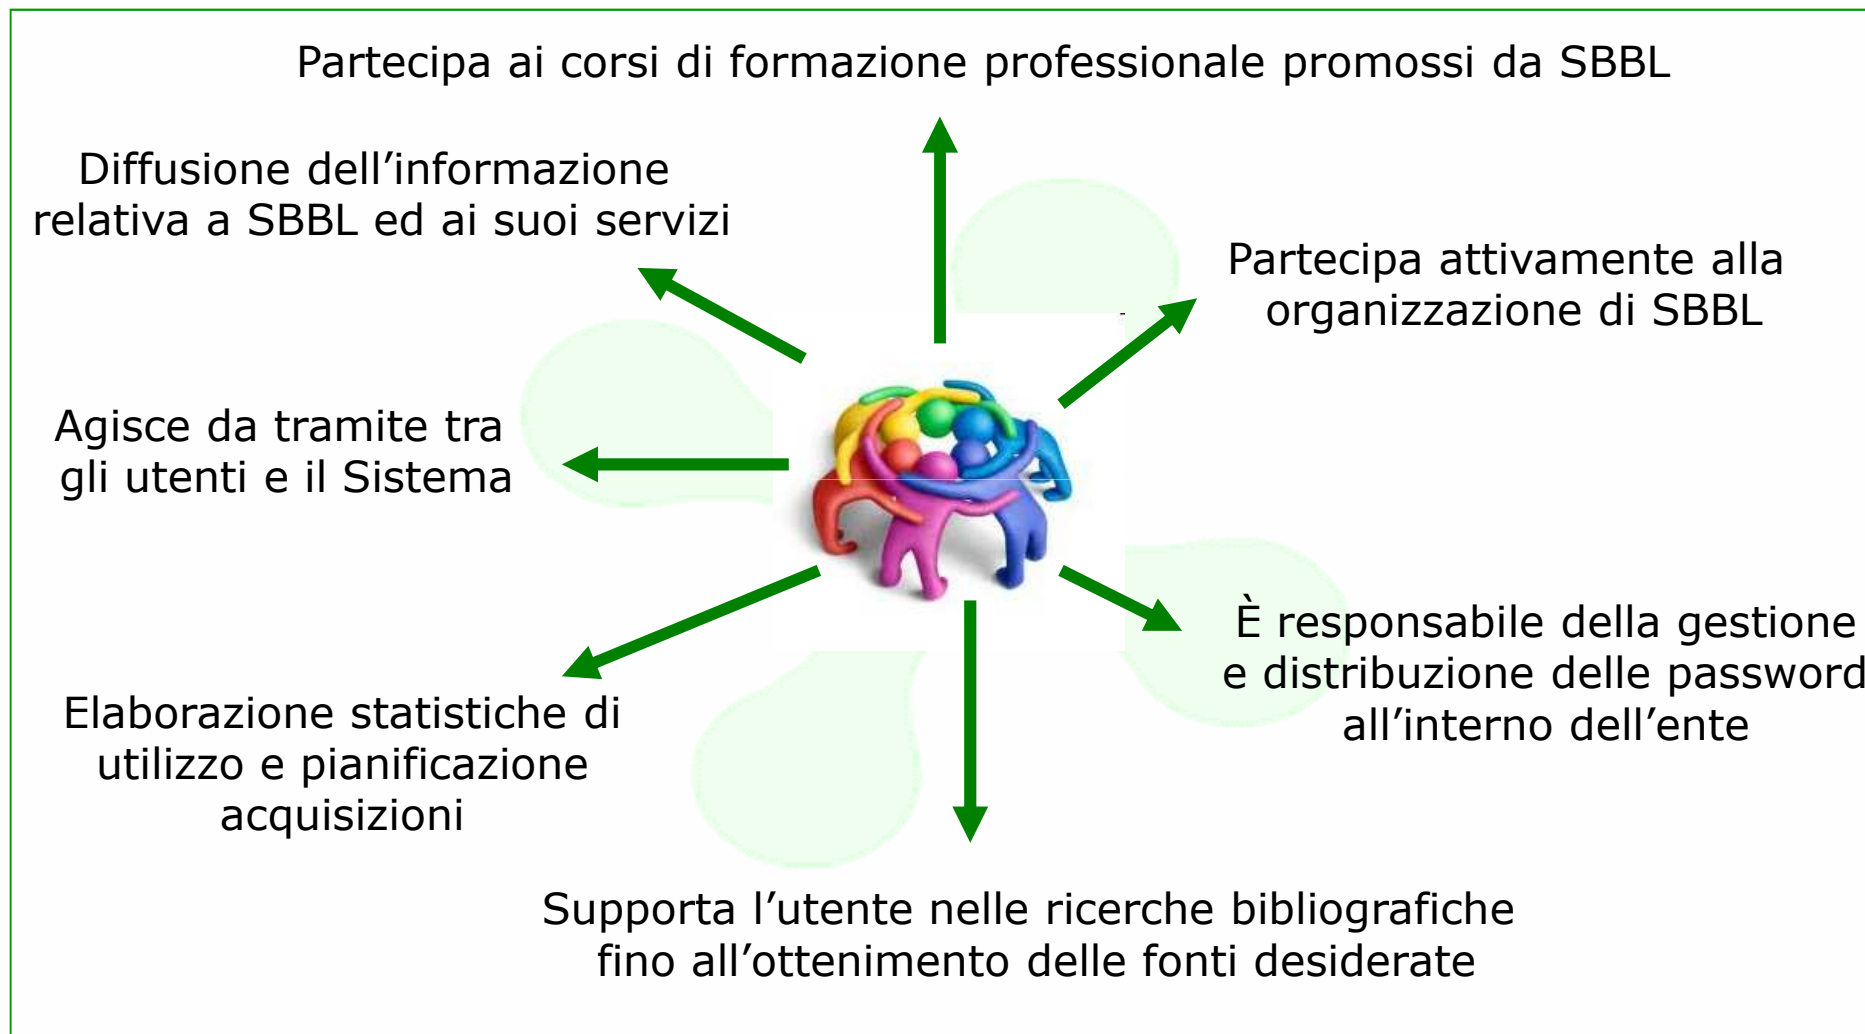 Partecipa ai corsi di formazione professionale promossi da SBBL
Diffusione dell’informazione
relativa a SBBL ed ai suoi servizi
Partecipa attivamente alla
organizzazione di SBBL
Agisce da tramite tra
gli utenti e il Sistema
È responsabile della gestione
e distribuzione delle password
all’interno dell’ente
Elaborazione statistiche di
utilizzo e pianificazione
acquisizioni
Supporta l’utente nelle ricerche bibliografiche
fino all’ottenimento delle fonti desiderate